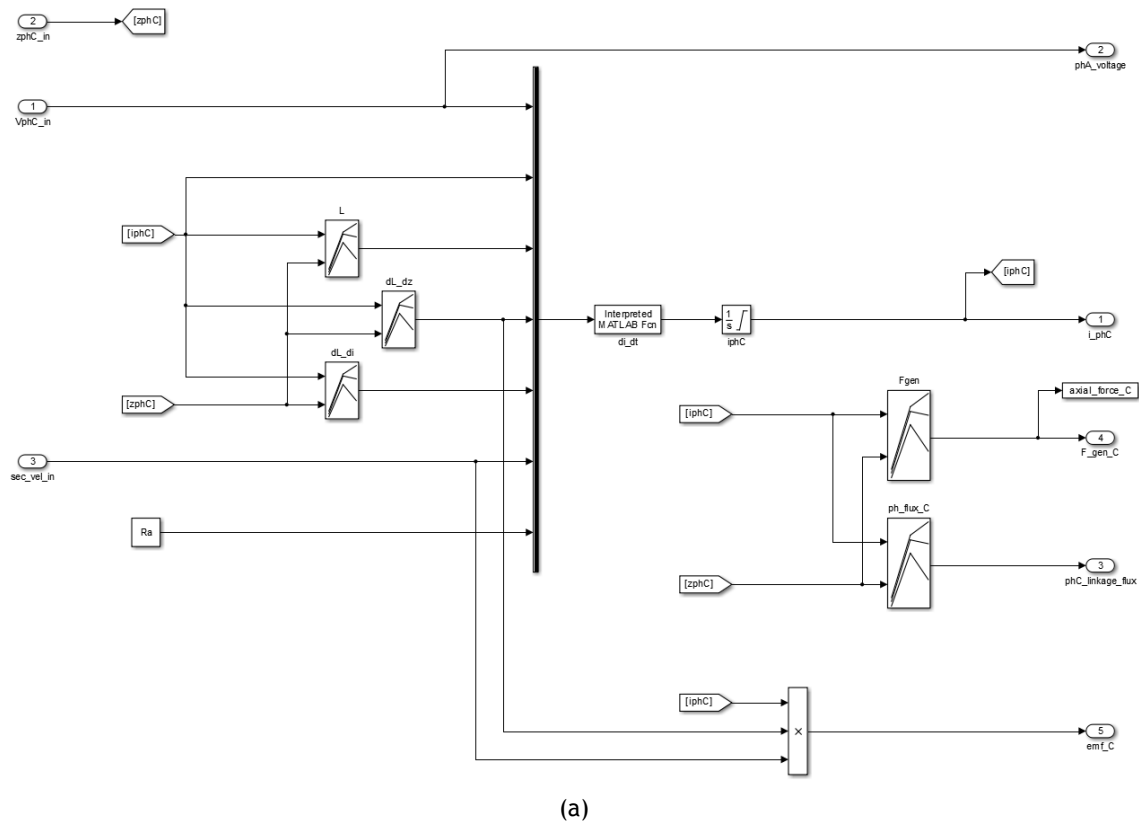 2
zphC_in
[zphC]
2
phA_voltage
1
VphC_in
L
[iphC]
dL_dz
dL_di
[zphC]
3
sec_vel_in
Ra
Interpreted
MATLAB Fcn
di_dt
1
s
iphC
[iphC]
1
i_phC
Fgen
[iphC]
axial_force_C
4
F_gen_C
ph_flux_C
[zphC]
3
phC_linkage_flux
[iphC]
×
5
emf_C
(a)